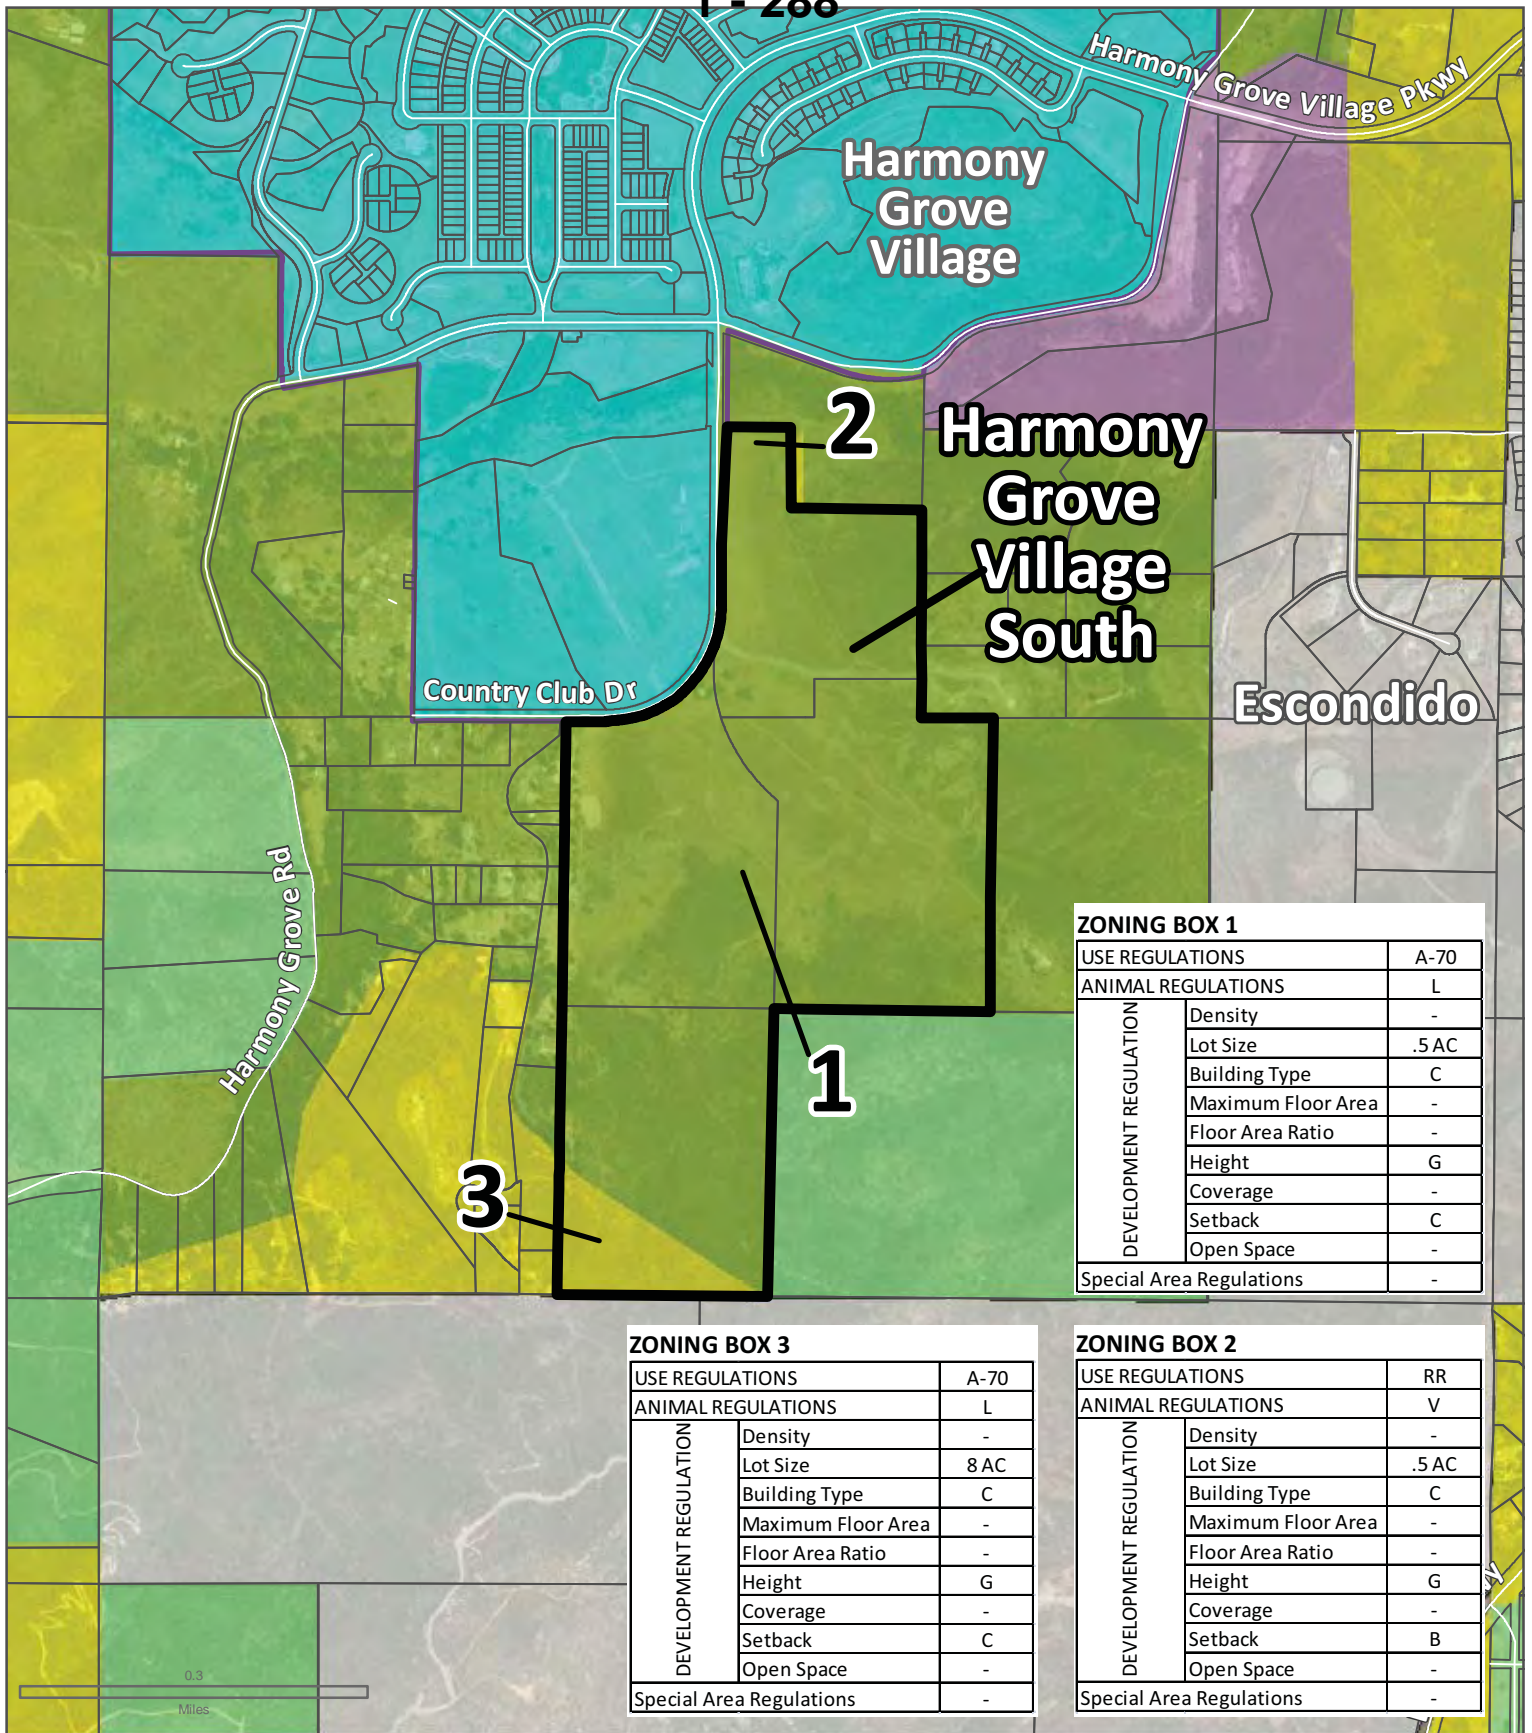 1 - 288
Harmony Grove Village Pkwy
Harmony
Grove
Village
2
Harmony
Grove
Village
South
Country Club Dr
Escondido
Harmony Grove Rd
1
3
ZONING BOX 1
USE REGULATIONS A-70
ANIMAL REGULATIONS L
DEVELOPMENT REGULATION
Density -
Lot Size .5 AC
Building Type C
Maximum Floor Area -
Floor Area Ratio -
Height G
Coverage -
Setback C
Open Space -
Special Area Regulations -
ZONING BOX 3
USE REGULATIONS A-70
ANIMAL REGULATIONS L
DEVELOPMENT REGULATION
Density -
Lot Size 8 AC
Building Type C
Maximum Floor Area -
Floor Area Ratio -
Height G
Coverage -
Setback C
Open Space -
Special Area Regulations -
ZONING BOX 2
USE REGULATIONS RR
ANIMAL REGULATIONS V
DEVELOPMENT REGULATION
Density -
Lot Size .5 AC
Building Type C
Maximum Floor Area -
Floor Area Ratio -
Height G
Coverage -
Setback B
Open Space -
Special Area Regulations -
0.3
Miles